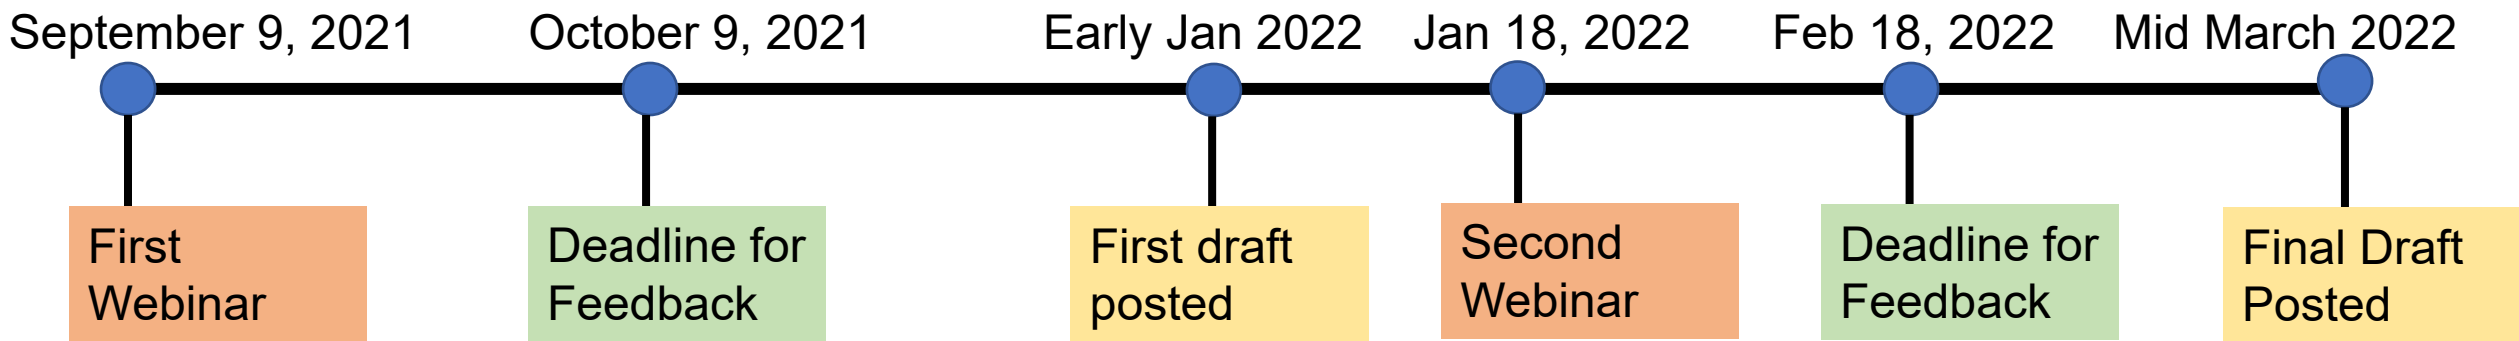 September 9, 2021
October 9, 2021
Early Jan 2022
Jan 18, 2022
Feb 18, 2022
Mid March 2022
First
Webinar
Deadline for
Feedback
First draft
posted
Second
Webinar
Deadline for
Feedback
Final Draft
Posted